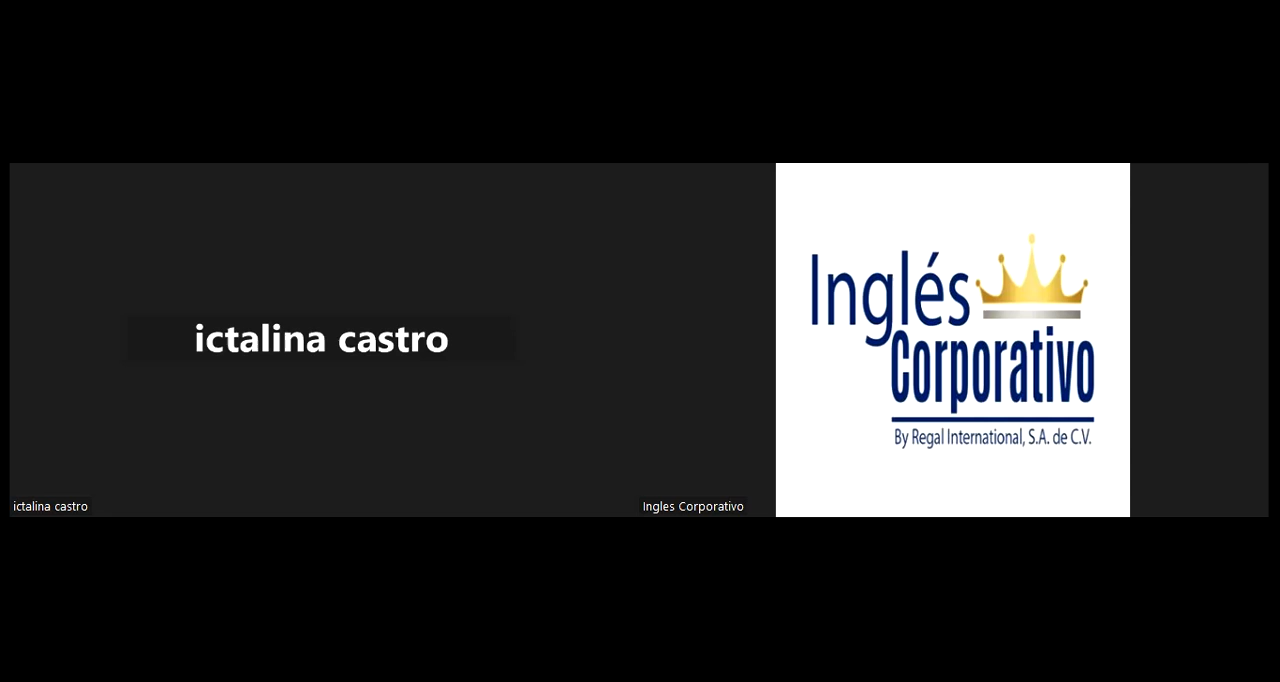 ictalina castro
ictalina castro
Inglés
Corporativo
By Regal International, S.A. de C.V.
Ingles Corporativo